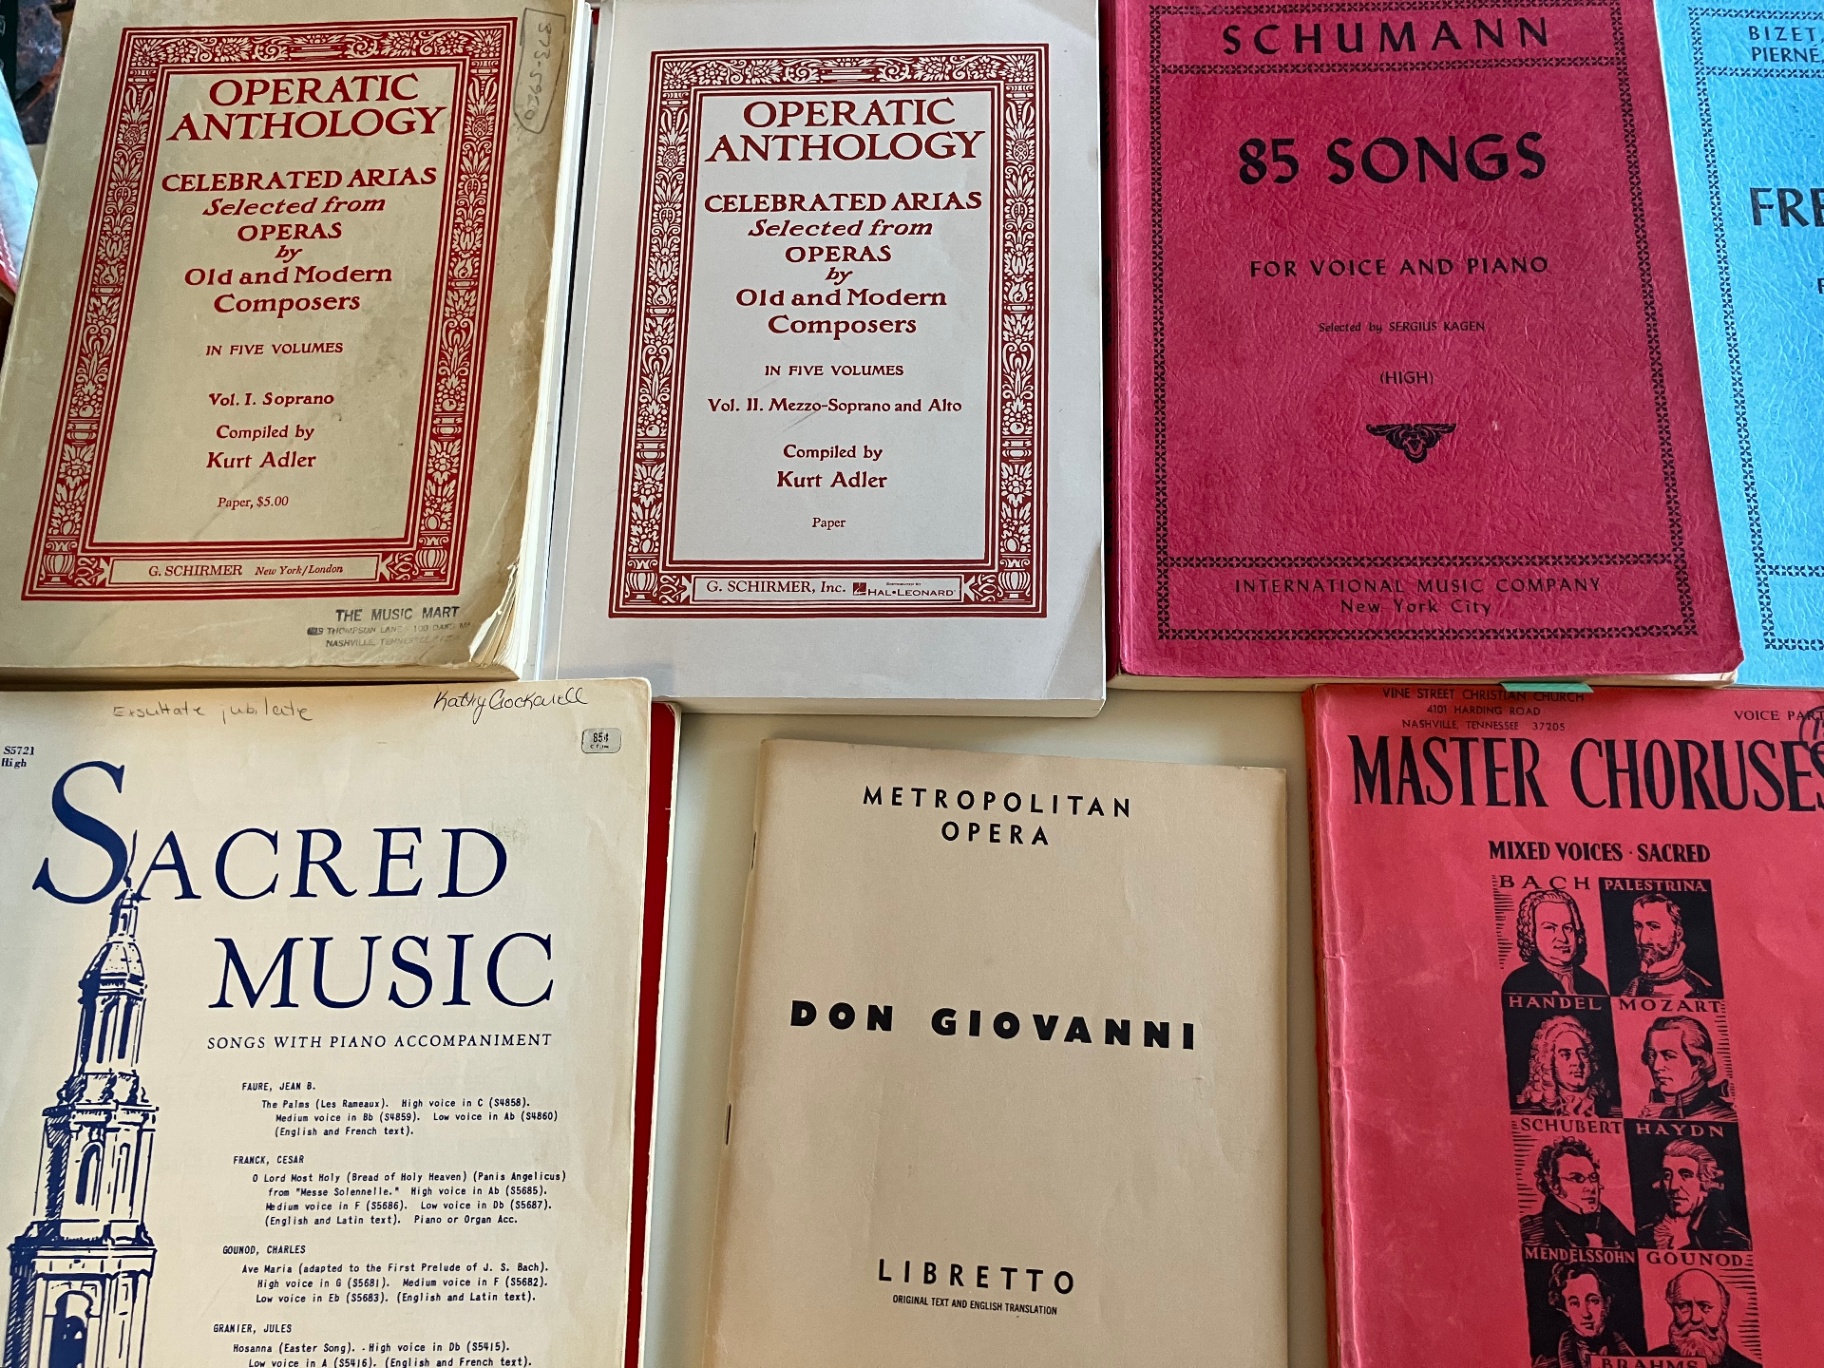 OPERATIC
ANTHOLOGY
CELEBRATED ARIAS
Selected from
OPERAS
by
Old and Modern
Composers
IN FIVE VOLUMES
Vol. I. Soprano
Compiled by
Kurt Adler
Paper, $5.00
G. SCHIRMER New York/London
THE MUSIC MART
THOMPSON LANE
NASHVILLE,
OPERATIC
ANTHOLOGY
CELEBRATED ARIAS
Selected from
OPERAS
by
Old and Modern
Composers
IN FIVE VOLUMES
Vol. II. Mezzo-Soprano and Alto
Compiled by
Kurt Adler
Paper
G. SCHIRMER, Inc. DISTRIBUTED BY
HAL•LEONARD
SCHUMANN
85 SONGS
FOR VOICE AND PIANO
Selected by SERGIUS KAGEN
(HIGH)
INTERNATIONAL MUSIC COMPANY
New York City
BIZET,
PIERNÉ,
FRE
Exsultate jubilate
Kathy Crockarell
85¢
S5721
High
SACRED
MUSIC
SONGS WITH PIANO ACCOMPANIMENT
FAURE, JEAN B.
The Palms (Les Rameaux). High voice in C (S4858).
Medium voice in Bb (S4859). Low voice in Ab (S4860)
(English and French text).
FRANCK, CESAR
O Lord Most Holy (Bread of Holy Heaven) (Panis Angelicus)
from "Messe Solennelle." High voice in Ab (S5685).
Medium voice in F (S5686). Low voice in Db (S5687).
(English and Latin text). Piano or Organ Acc.
GOUNOD, CHARLES
Ave Maria (adapted to the First Prelude of J. S. Bach).
High voice in G (S5681). Medium voice in F (S5682).
Low voice in Eb (S5683). (English and Latin text).
GRANIER, JULES
Hosanna (Easter Song). - High voice in Db (S5415).
Low voice in A (S5416). (English and French text).
METROPOLITAN
OPERA
DON GIOVANNI
LIBRETTO
ORIGINAL TEXT AND ENGLISH TRANSLATION
VINE STREET CHRISTIAN CHURCH
4101 HARDING ROAD
NASHVILLE, TENNESSEE 37205
VOICE PART
MASTER CHORUSES
MIXED VOICES · SACRED
BACH PALESTRINA
HANDEL MOZART
SCHUBERT HAYDN
MENDELSSOHN GOUNOD
BRAHMS